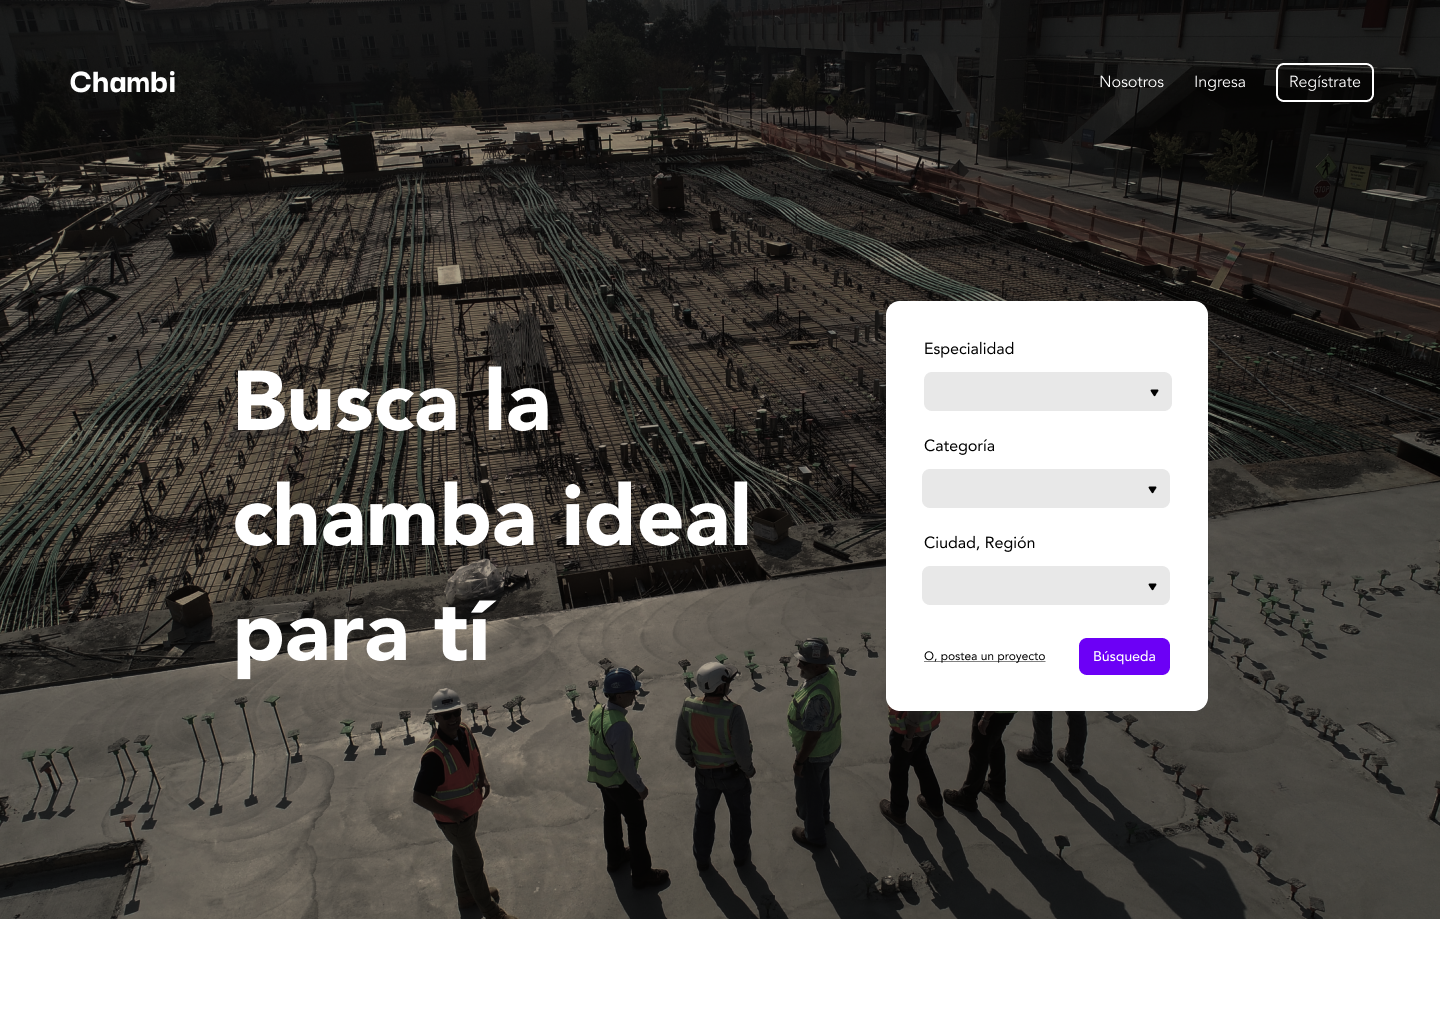 Chambi
Nosotros
Ingresa
Regístrate
Busca la
chamba ideal
para tí
Especialidad
Categoría
Ciudad, Región
O, postea un proyecto
Búsqueda